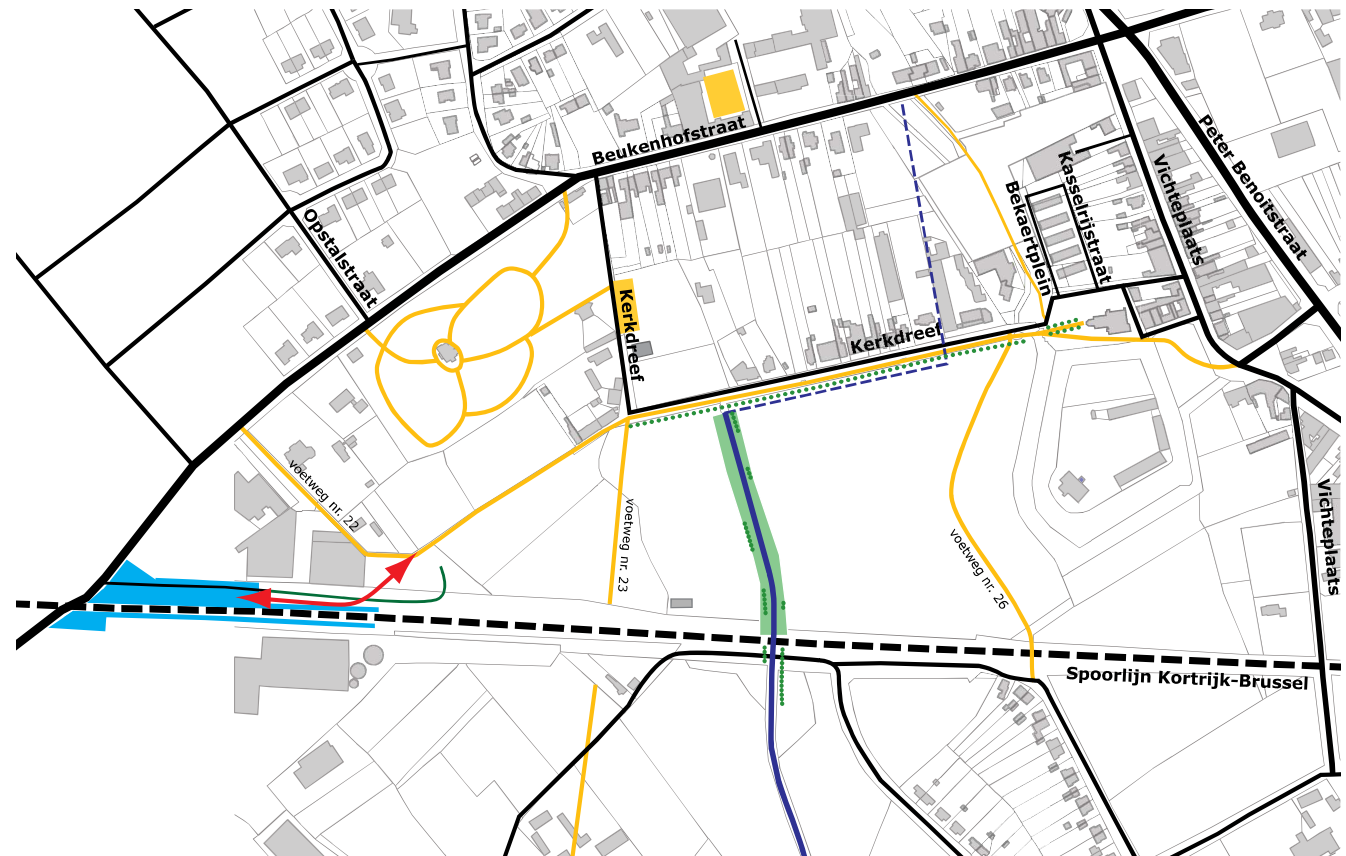 Beukenhofstraat
Peter Benoitstraat
Kasselrijstraat
Vichteplaats
Bekaertplein
Opstalstraat
Kerkdreef
Kerkdreef
voetweg nr. 22
voetweg nr. 23
voetweg nr. 26
Vichteplaats
Spoorlijn Kortrijk-Brussel